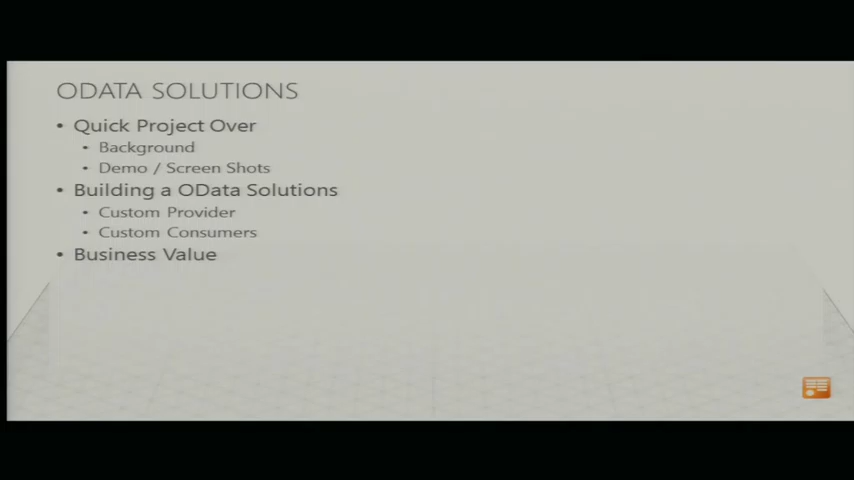 ODATA SOLUTIONS
• Quick Project Over
• Background
• Demo / Screen Shots
• Building a OData Solutions
• Custom Provider
• Custom Consumers
• Business Value